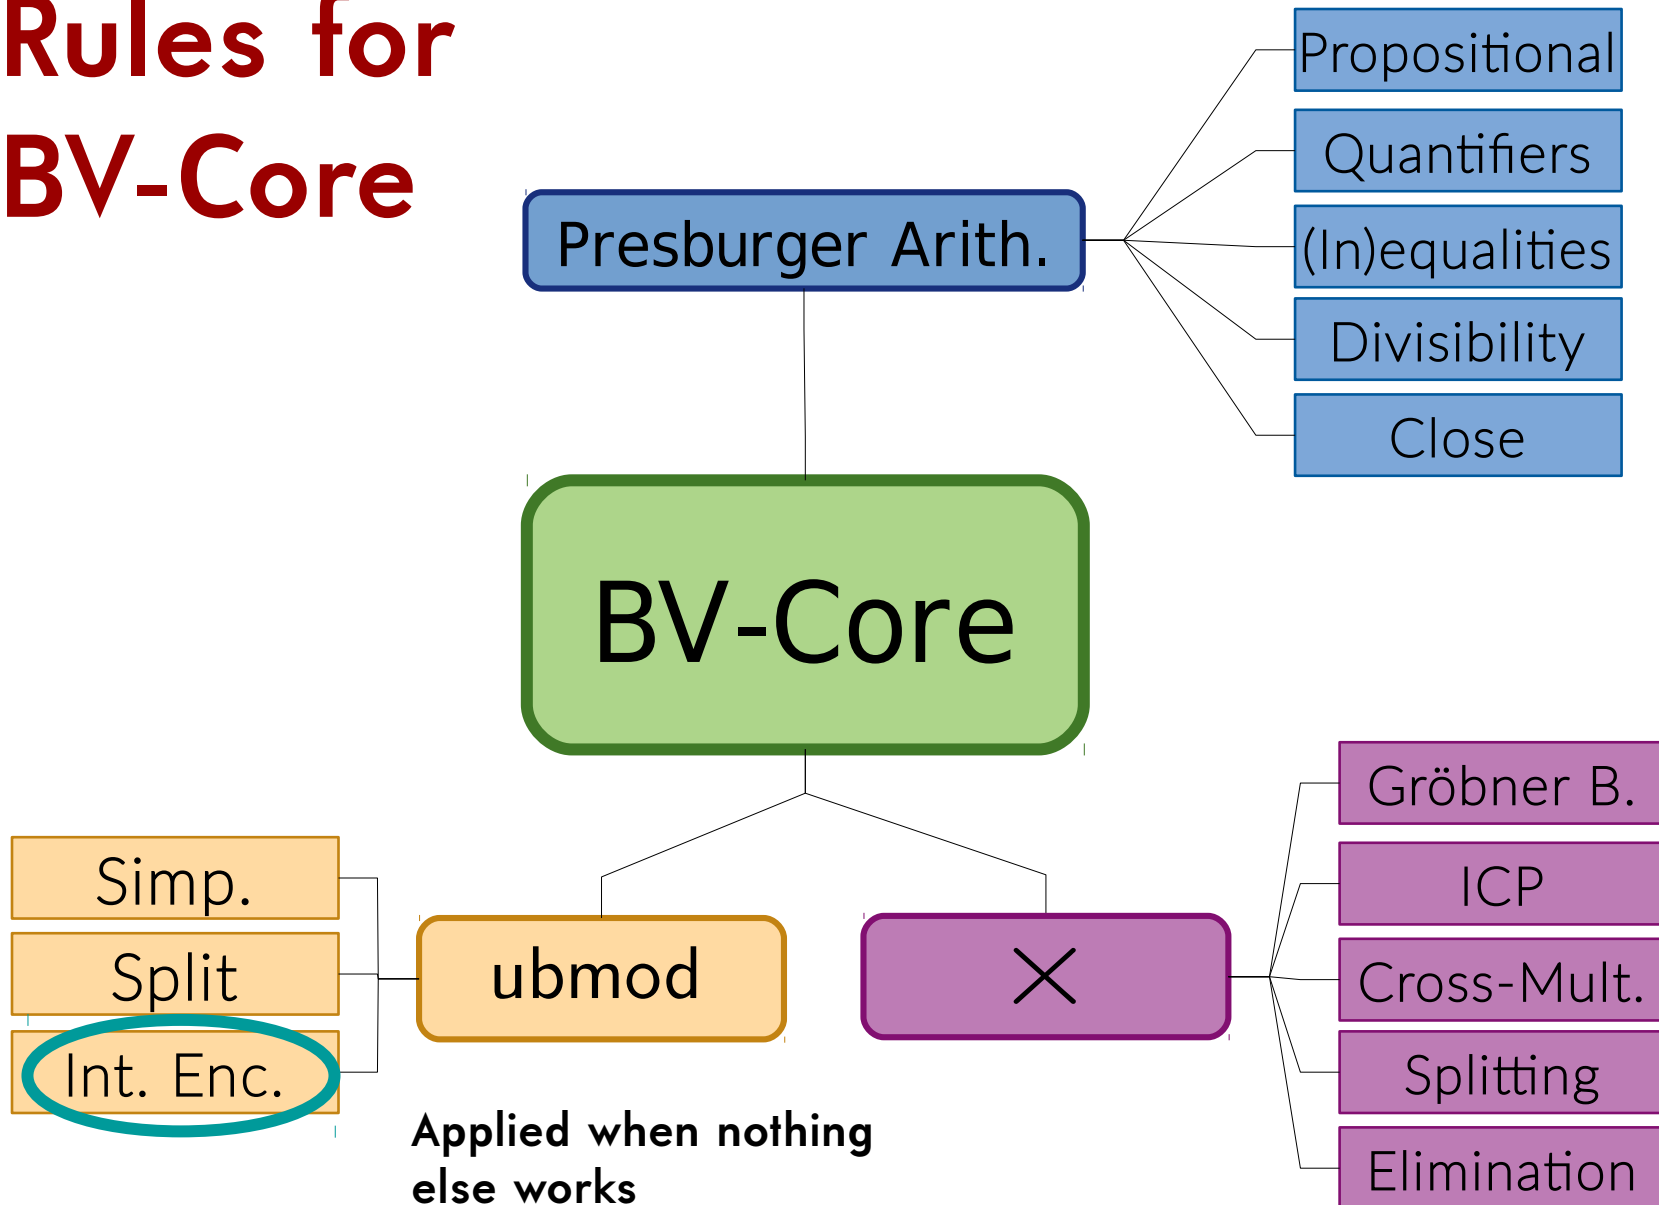 Rules for
BV-Core
Propositional
Quantifiers
(In)equalities
Divisibility
Close
Presburger Arith.
BV-Core
Simp.
Split
Int. Enc.
ubmod
×
Gröbner B.
ICP
Cross-Mult.
Splitting
Elimination
Applied when nothing
else works